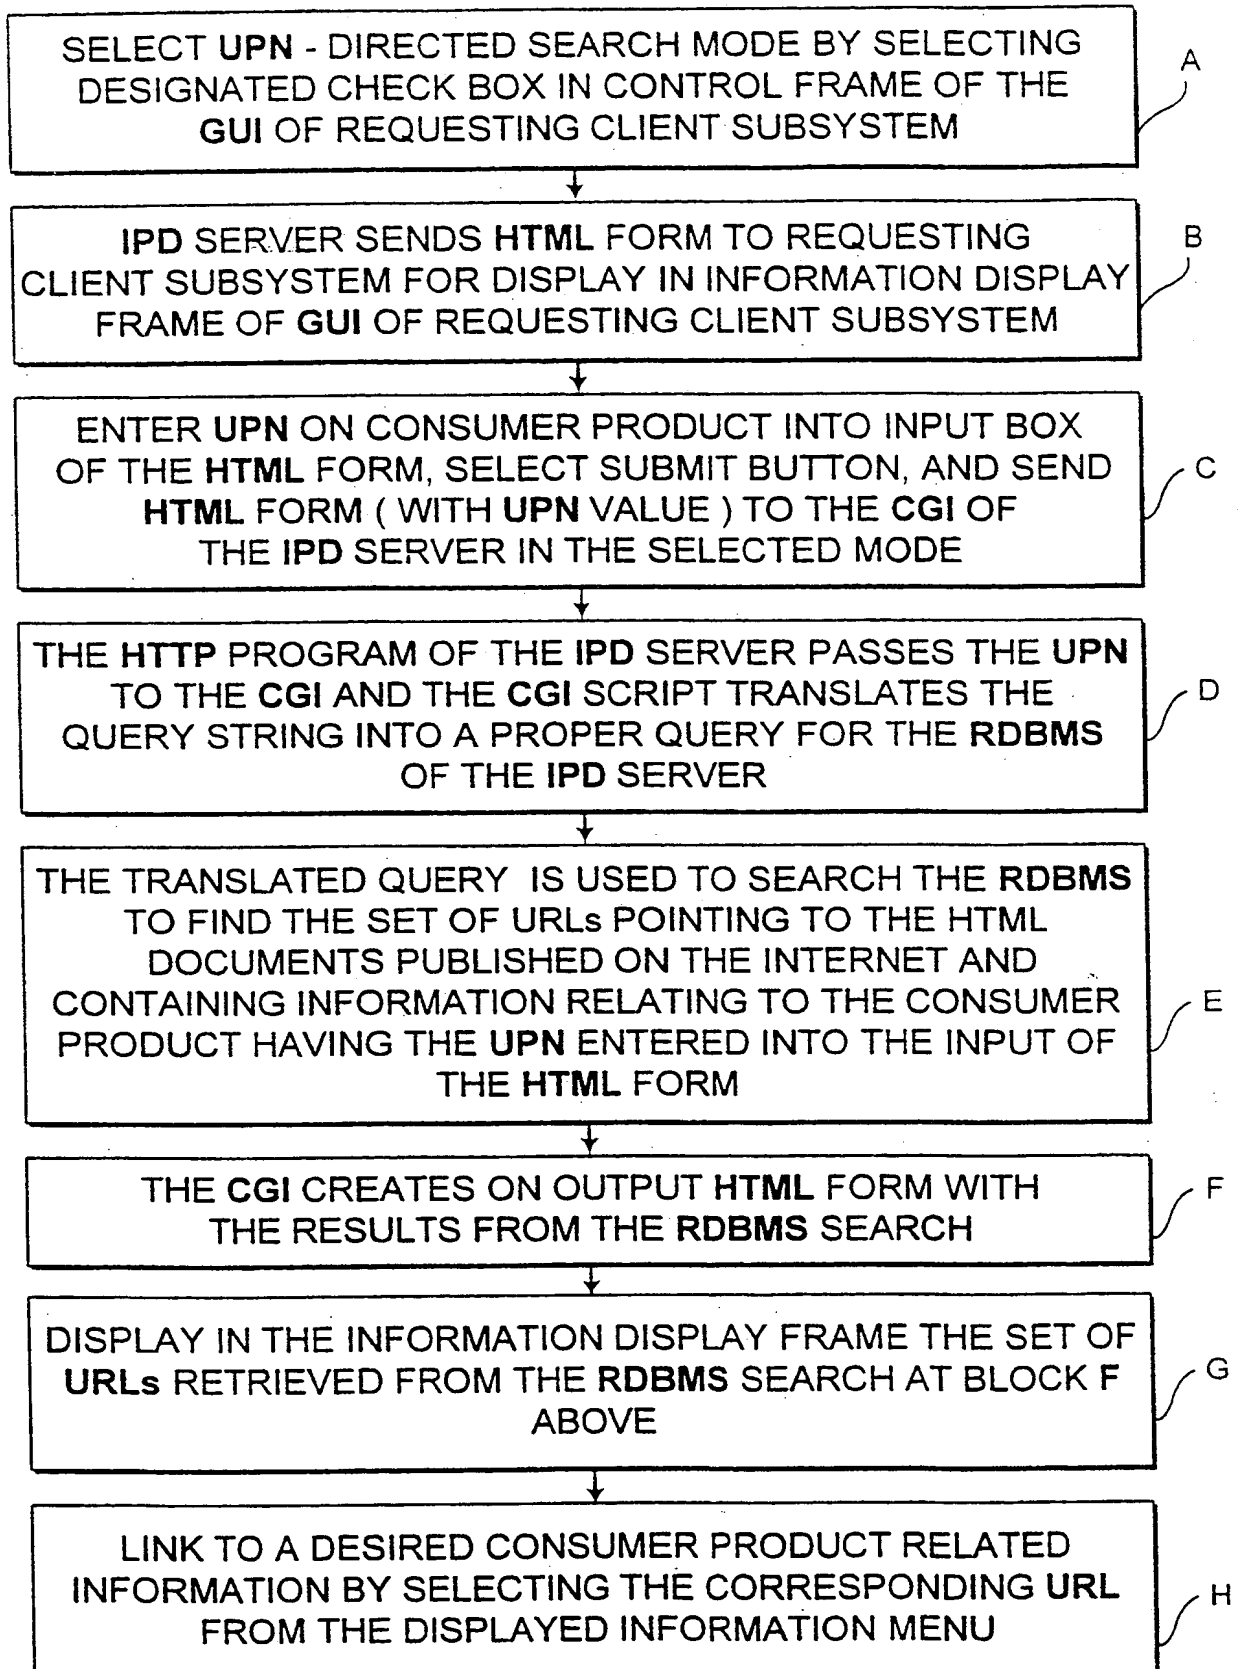 SELECT UPN - DIRECTED SEARCH MODE BY SELECTING
DESIGNATED CHECK BOX IN CONTROL FRAME OF THE
GUI OF REQUESTING CLIENT SUBSYSTEM
A
IPD SERVER SENDS HTML FORM TO REQUESTING
CLIENT SUBSYSTEM FOR DISPLAY IN INFORMATION DISPLAY
FRAME OF GUI OF REQUESTING CLIENT SUBSYSTEM
B
ENTER UPN ON CONSUMER PRODUCT INTO INPUT BOX
OF THE HTML FORM, SELECT SUBMIT BUTTON, AND SEND
HTML FORM ( WITH UPN VALUE ) TO THE CGI OF
THE IPD SERVER IN THE SELECTED MODE
C
THE HTTP PROGRAM OF THE IPD SERVER PASSES THE UPN
TO THE CGI AND THE CGI SCRIPT TRANSLATES THE
QUERY STRING INTO A PROPER QUERY FOR THE RDBMS
OF THE IPD SERVER
D
THE TRANSLATED QUERY IS USED TO SEARCH THE RDBMS
TO FIND THE SET OF URLs POINTING TO THE HTML
DOCUMENTS PUBLISHED ON THE INTERNET AND
CONTAINING INFORMATION RELATING TO THE CONSUMER
PRODUCT HAVING THE UPN ENTERED INTO THE INPUT OF
THE HTML FORM
E
THE CGI CREATES ON OUTPUT HTML FORM WITH
THE RESULTS FROM THE RDBMS SEARCH
F
DISPLAY IN THE INFORMATION DISPLAY FRAME THE SET OF
URLs RETRIEVED FROM THE RDBMS SEARCH AT BLOCK F
ABOVE
G
LINK TO A DESIRED CONSUMER PRODUCT RELATED
INFORMATION BY SELECTING THE CORRESPONDING URL
FROM THE DISPLAYED INFORMATION MENU
H